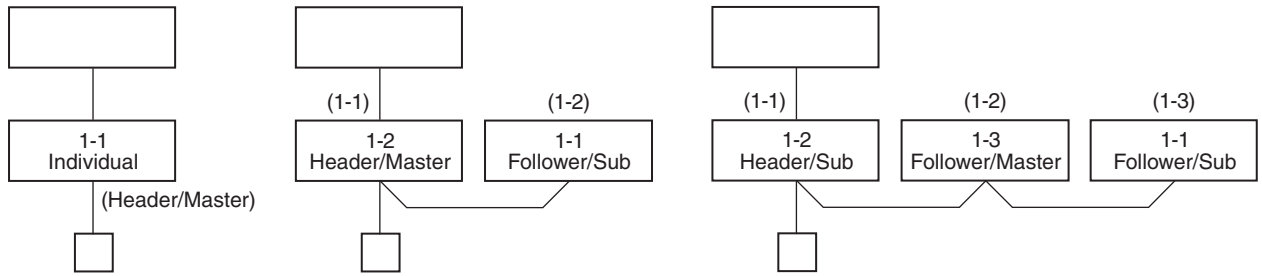 1-1
Individual
(Header/Master)
(1-1)
(1-2)
1-2
Header/Master
1-1
Follower/Sub
(1-1)
(1-2)
(1-3)
1-2
Header/Sub
1-3
Follower/Master
1-1
Follower/Sub